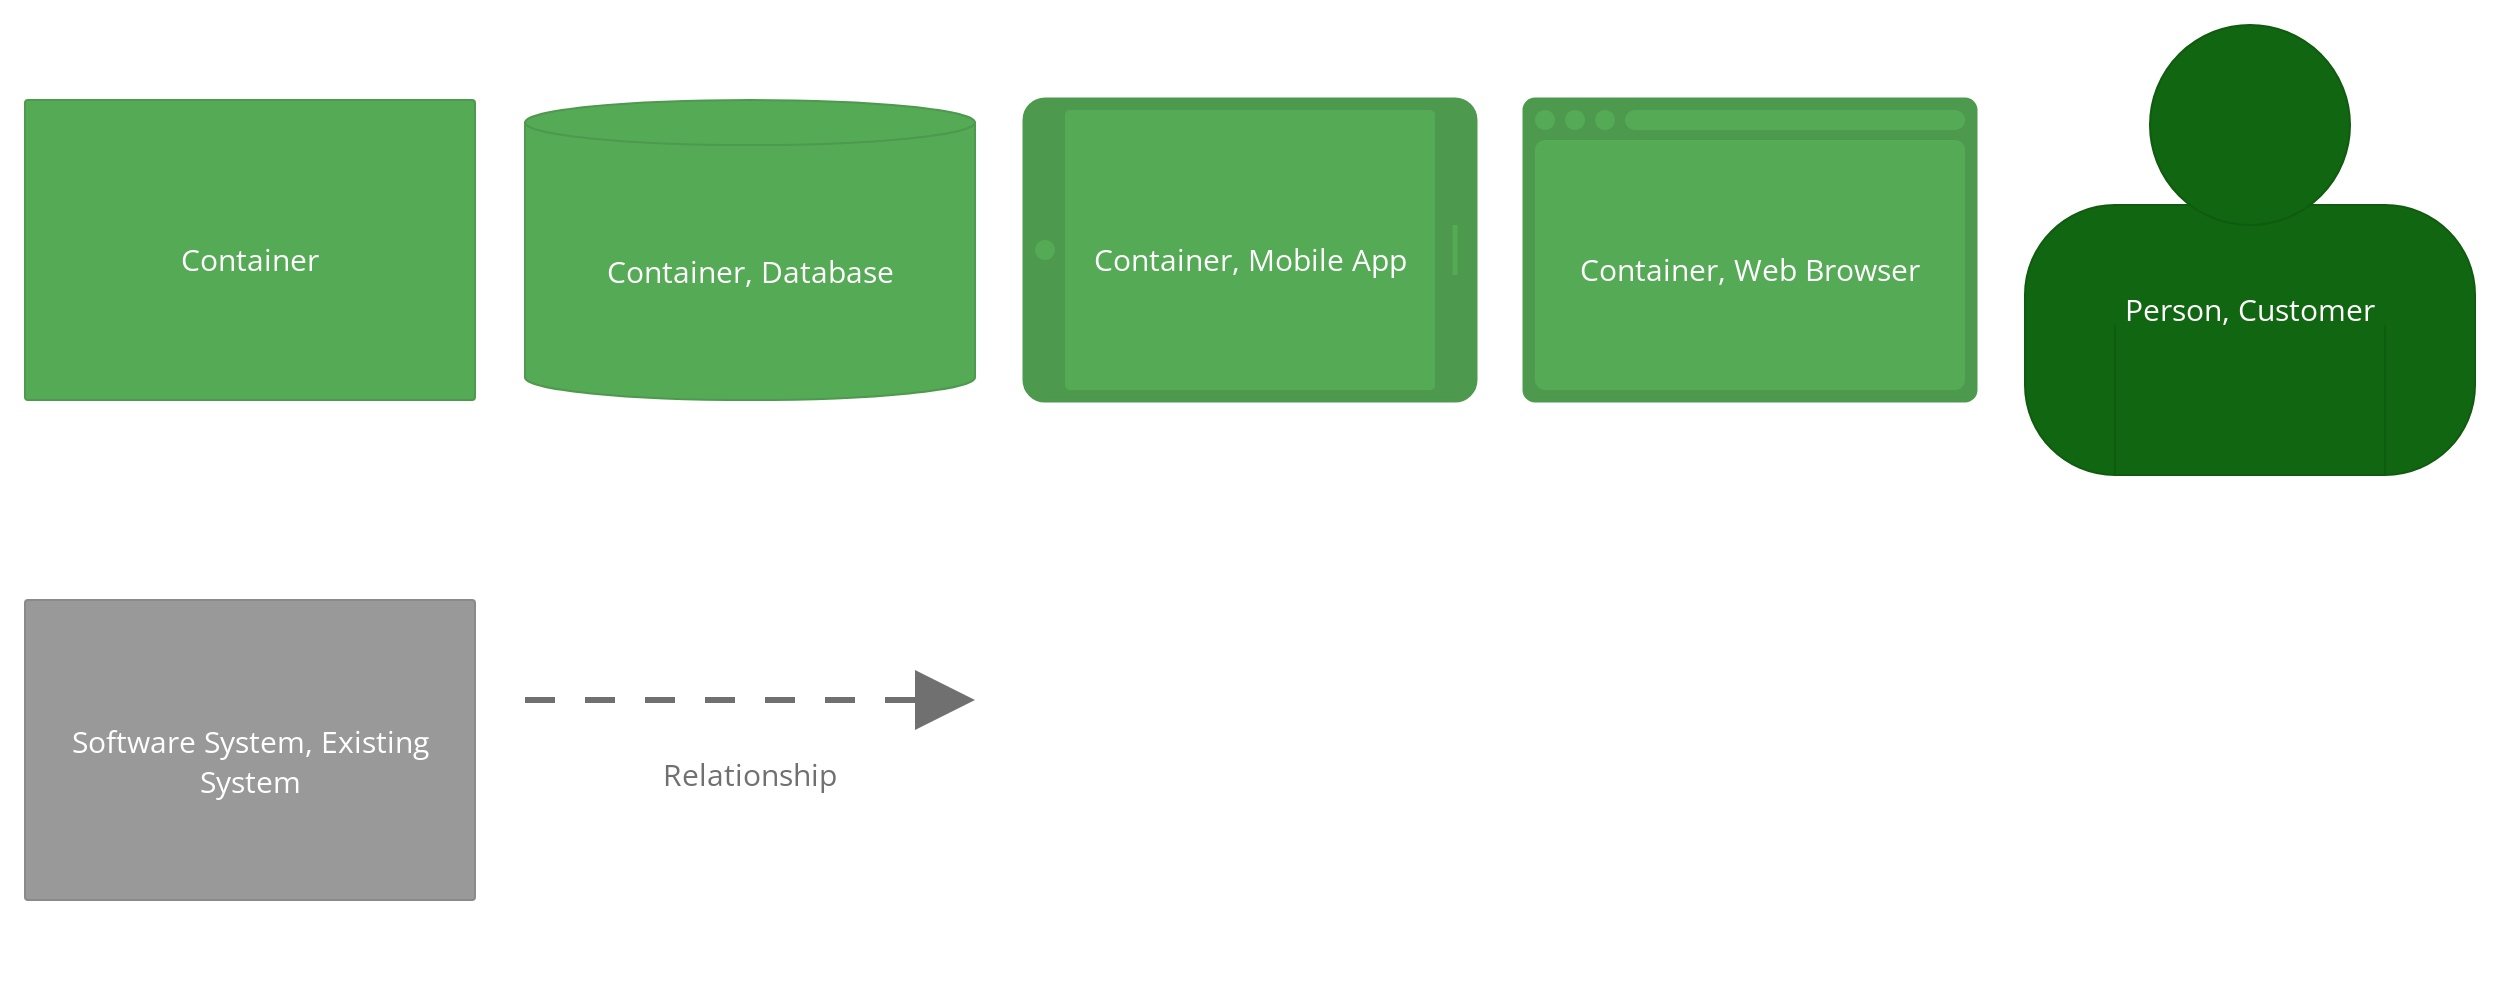 Container
Container, Database
Container, Mobile App
Container, Web Browser
Person, Customer
Software System, Existing
System
Relationship